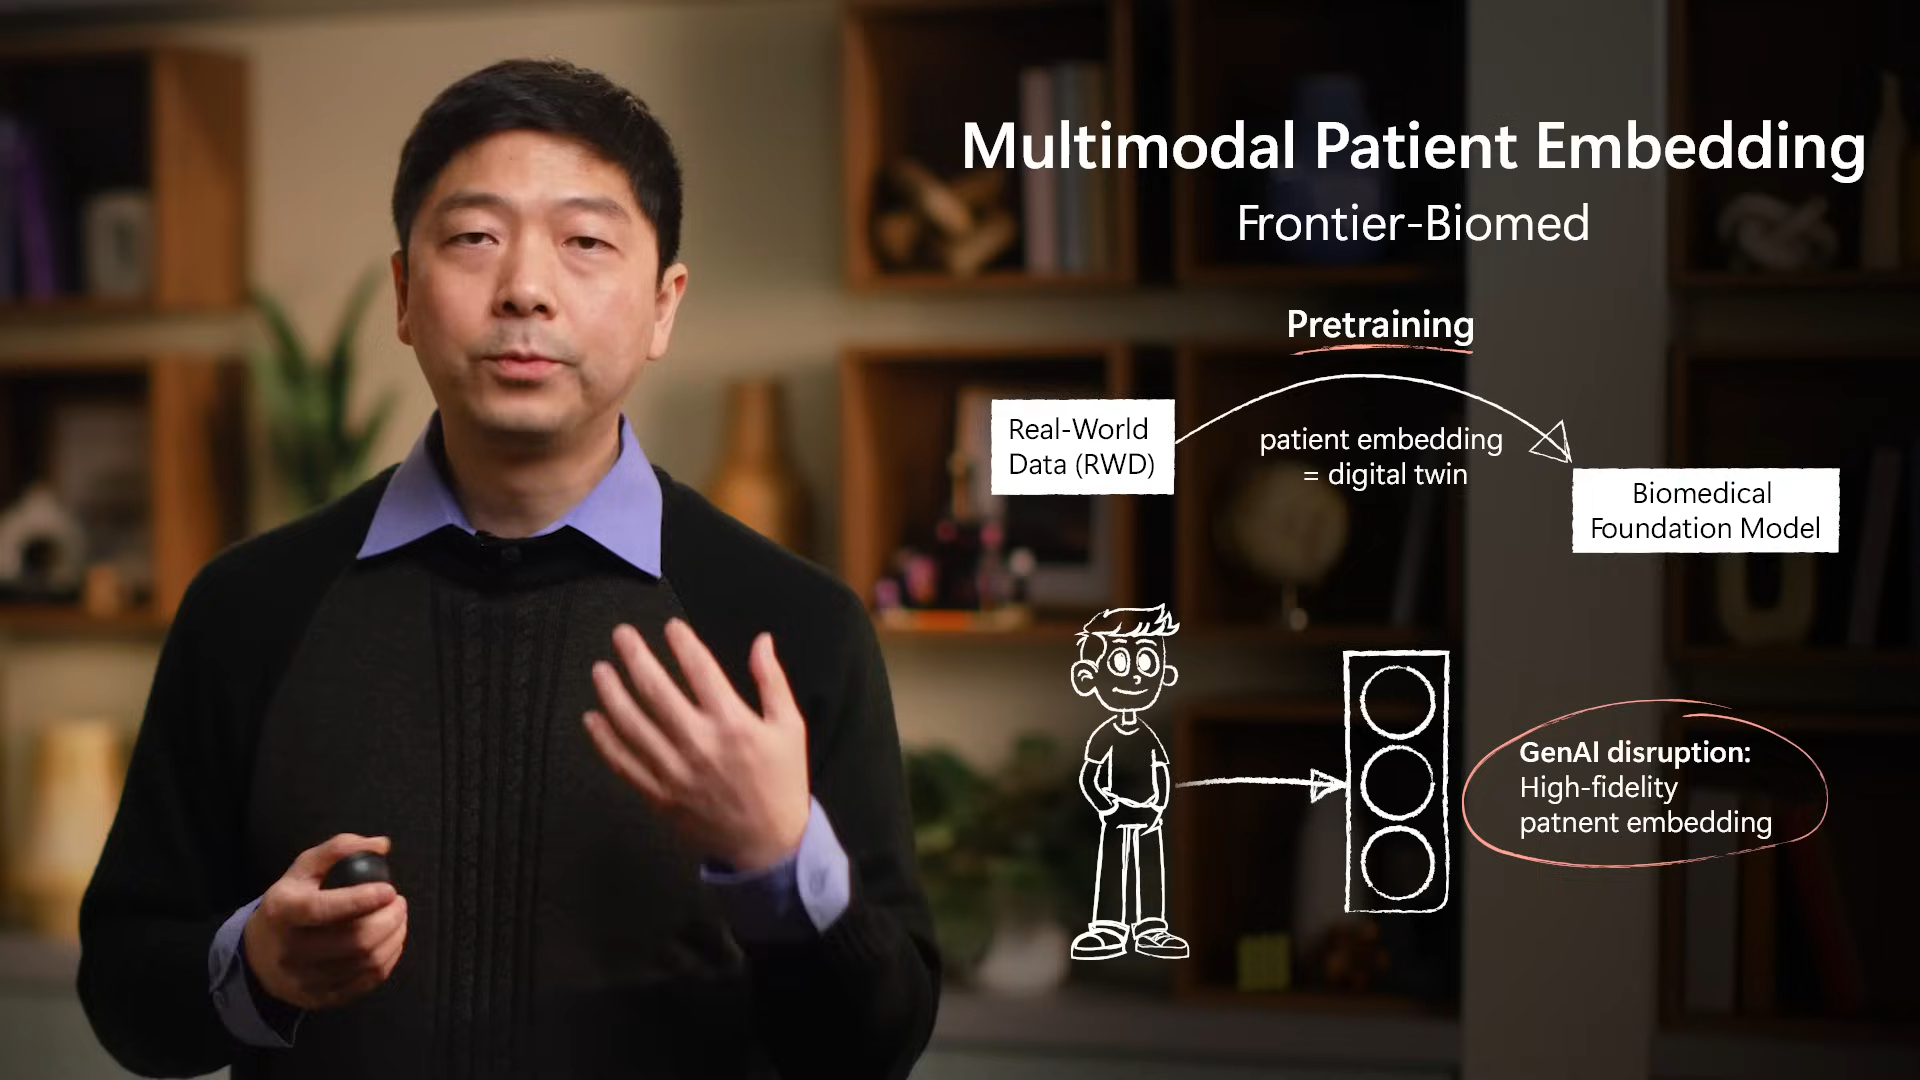 Multimodal Patient Embedding
Frontier-Biomed
Pretraining
Real-World
Data (RWD)
patient embedding
= digital twin
Biomedical
Foundation Model
GenAI disruption:
High-fidelity
patnent embedding